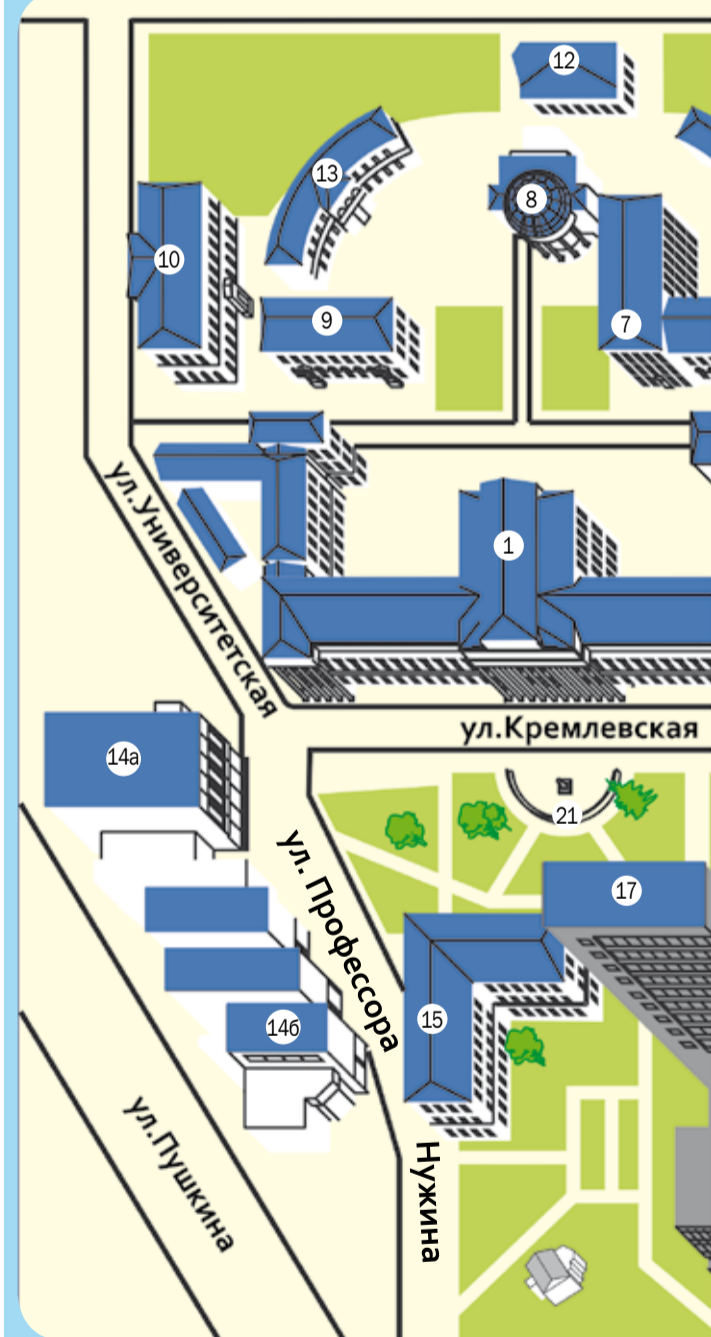 12
13
8
10
9
7
ул.Университетская
1
ул.Кремлевская
14а
21
ул. Профессора
17
15
14б
ул.Пушкина
Нужина